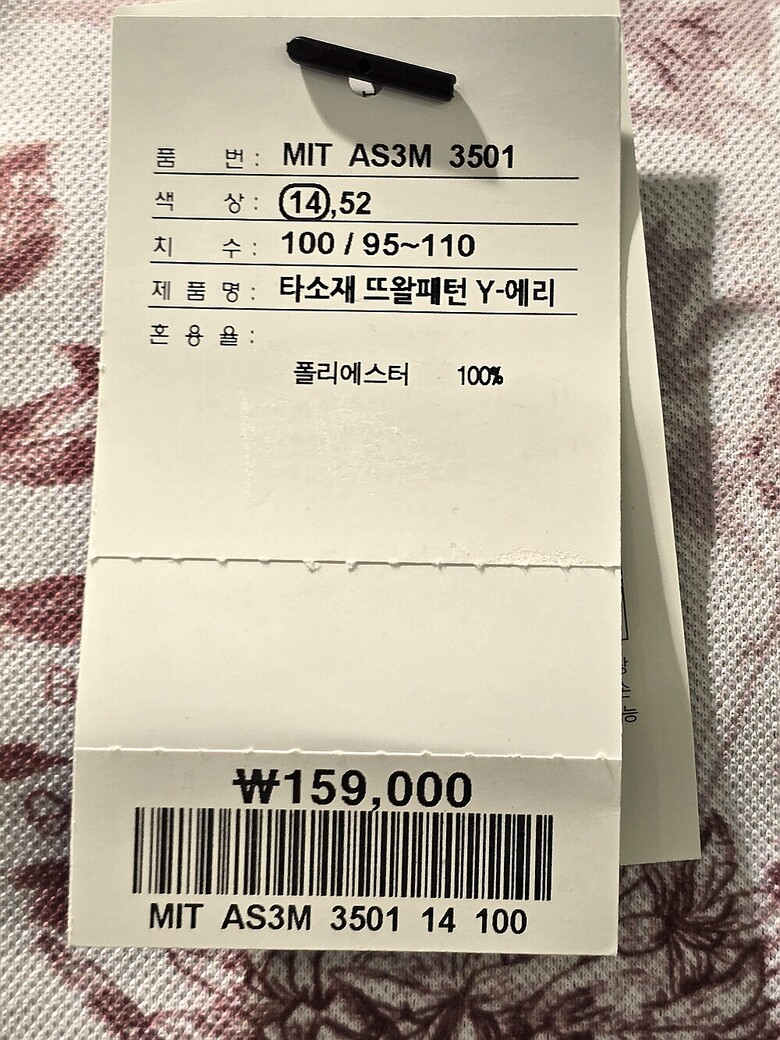 품 번 : MIT AS3M 3501
색 상 : 14,52
치 수 : 100 / 95~110
제 품 명 : 타소재 뜨왈패턴 Y-에리
혼 용 율 :
폴리에스터 100%
₩159,000
MIT AS3M 3501 14 100